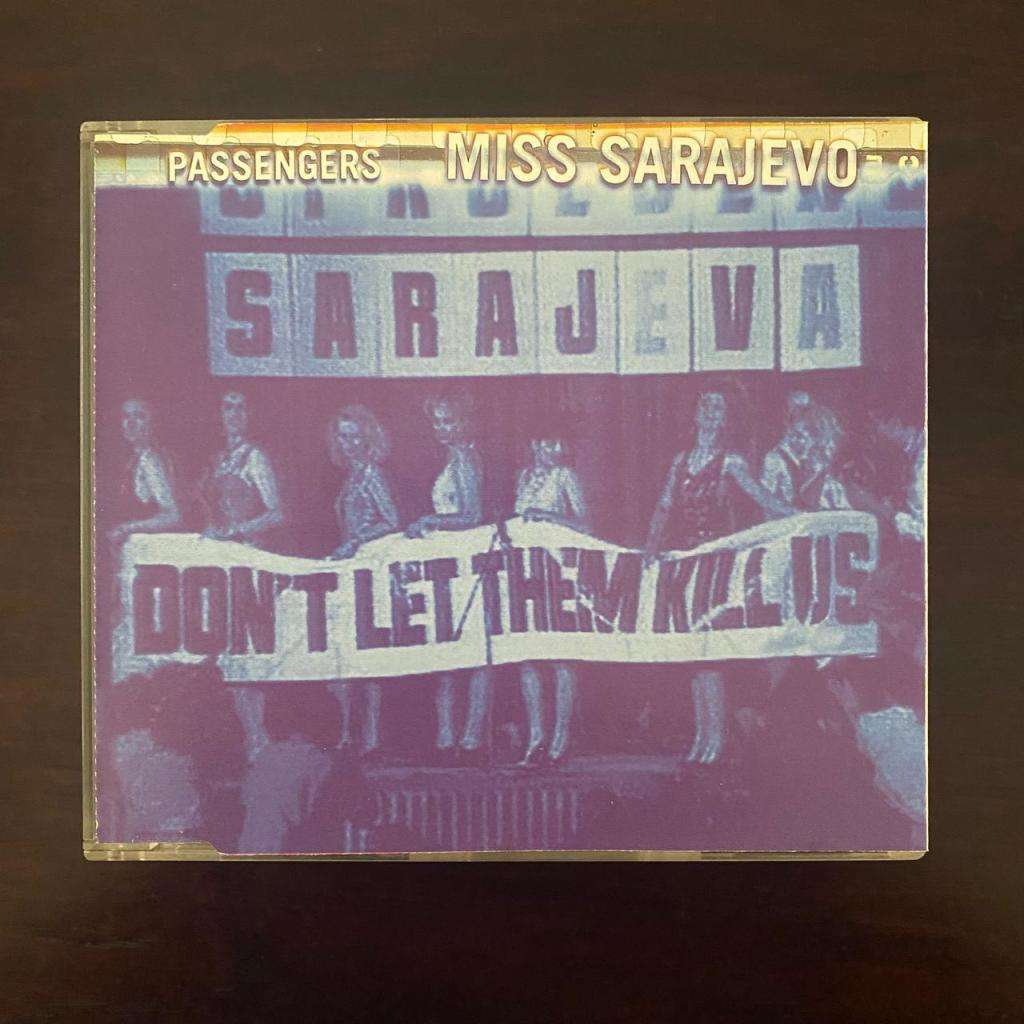 PASSENGERS MISS SARAJEVO
SARAJEVA
DON'T LET THEM KILL US